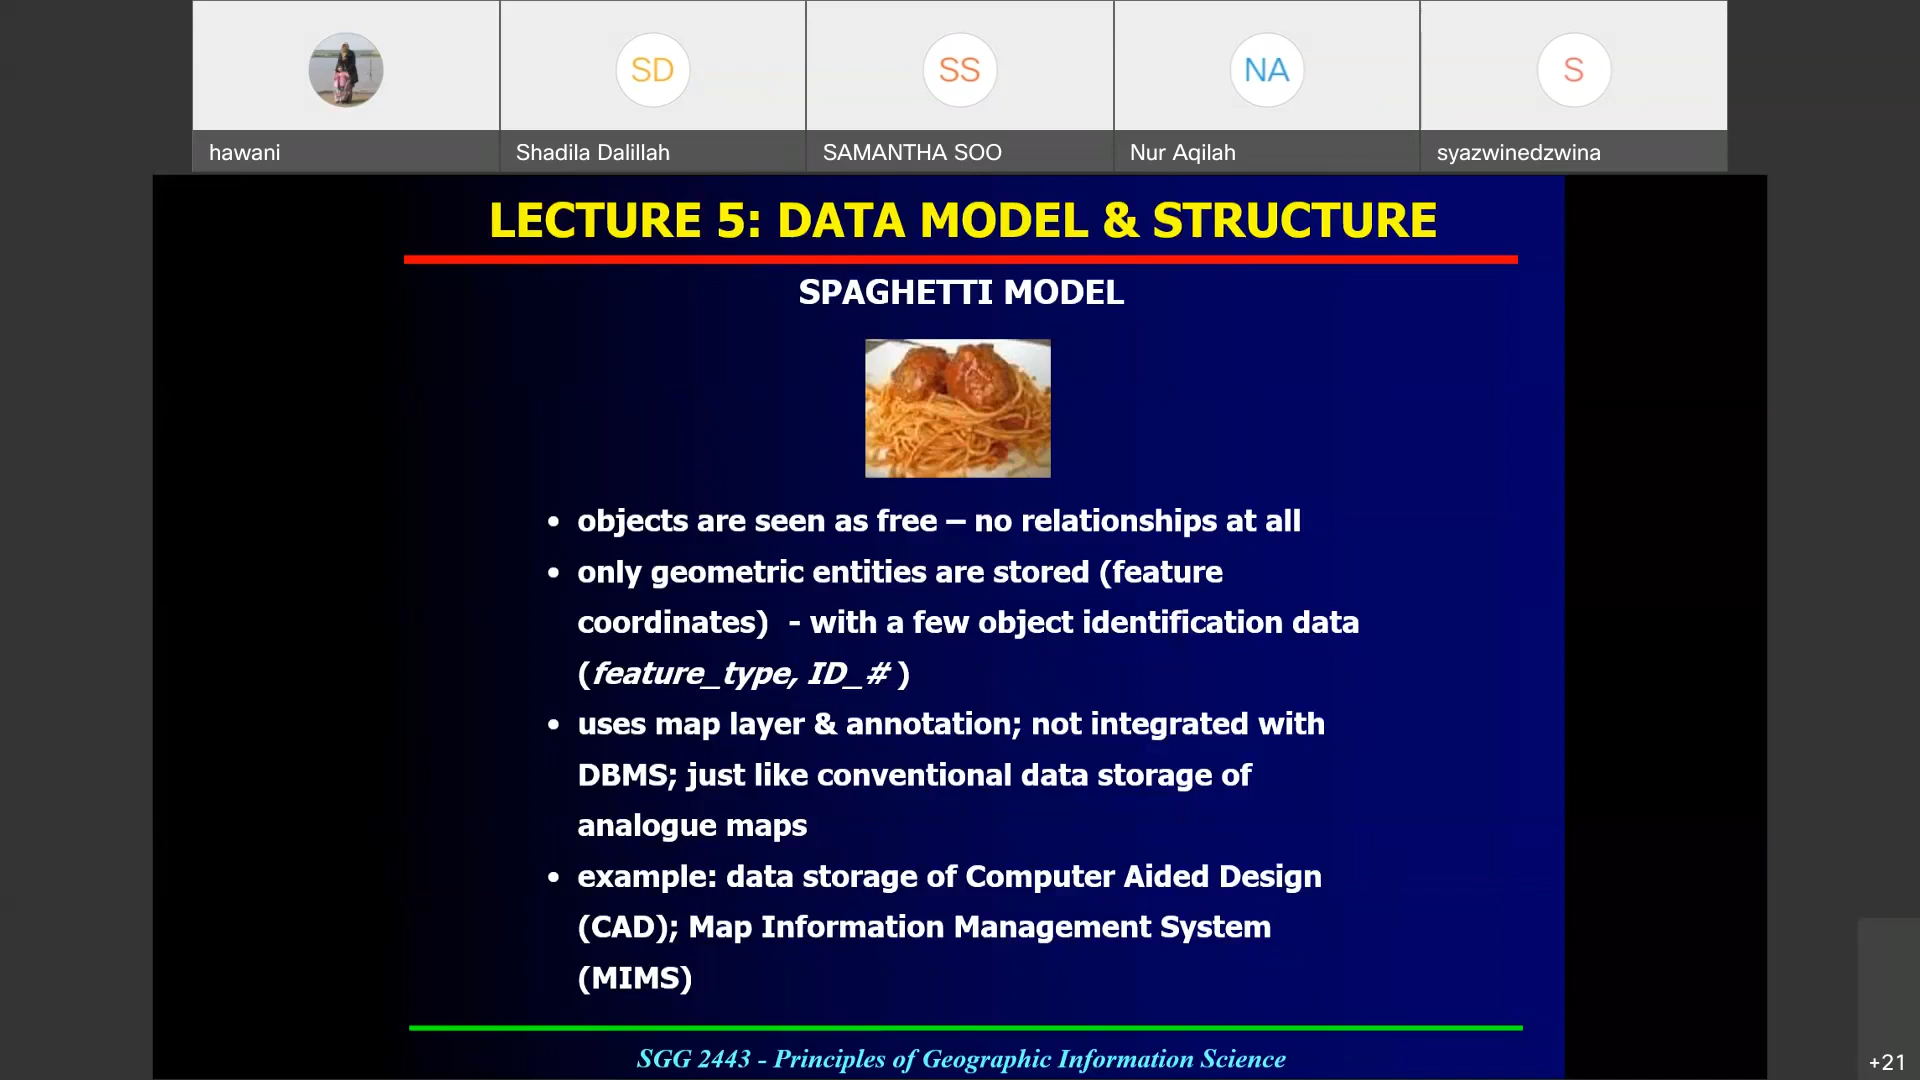 SD
SS
NA
S
hawani
Shadila Dalillah
SAMANTHA SOO
Nur Aqilah
syazwinedzwina
LECTURE 5: DATA MODEL & STRUCTURE
SPAGHETTI MODEL
• objects are seen as free – no relationships at all
• only geometric entities are stored (feature
coordinates)  - with a few object identification data
(feature_type, ID_# )
• uses map layer & annotation; not integrated with
DBMS; just like conventional data storage of
analogue maps
• example: data storage of Computer Aided Design
(CAD); Map Information Management System
(MIMS)
SGG 2443 - Principles of Geographic Information Science
+21